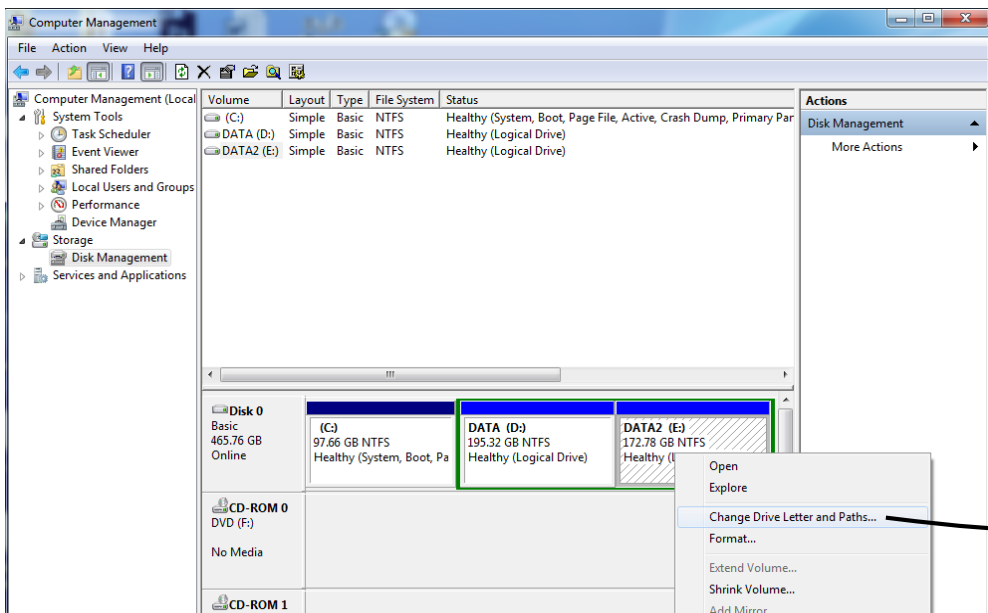 Computer Management
File Action View Help
Computer Management (Local
System Tools
Task Scheduler
Event Viewer
Shared Folders
Local Users and Groups
Performance
Device Manager
Storage
Disk Management
Services and Applications
Volume Layout Type File System Status
(C:) Simple Basic NTFS Healthy (System, Boot, Page File, Active, Crash Dump, Primary Par
DATA (D:) Simple Basic NTFS Healthy (Logical Drive)
DATA2 (E:) Simple Basic NTFS Healthy (Logical Drive)
Actions
Disk Management
More Actions
Disk 0
Basic
465.76 GB
Online
(C:)
97.66 GB NTFS
Healthy (System, Boot, Pa
DATA (D:)
195.32 GB NTFS
Healthy (Logical Drive)
DATA2 (E:)
172.78 GB NTFS
Healthy (L
CD-ROM 0
DVD (F:)
No Media
CD-ROM 1
Open
Explore
Change Drive Letter and Paths...
Format...
Extend Volume...
Shrink Volume...
Add Mirror